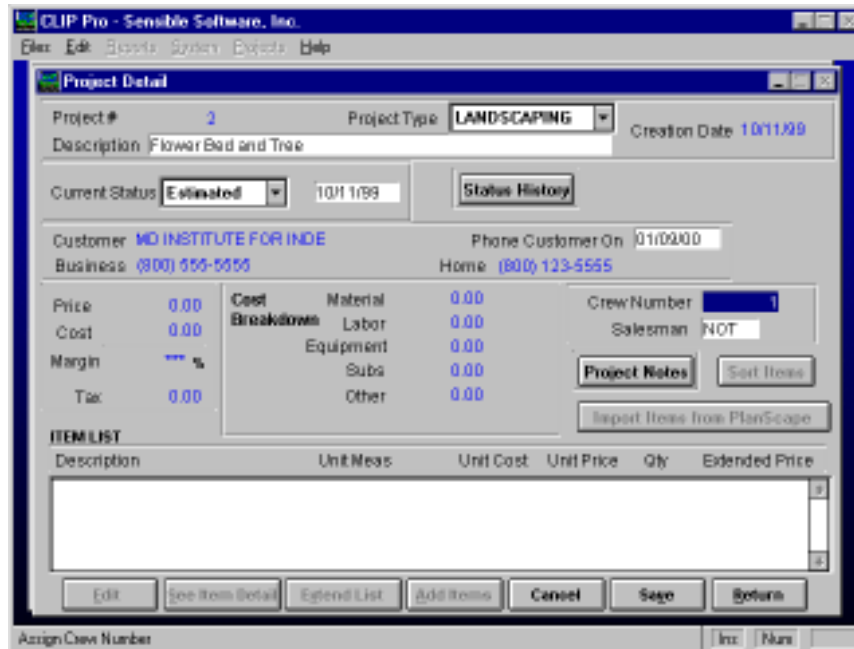 CLIP Pro - Sensible Software, Inc.
Files Edit Reports System Projects Help
Project Detail
Project # 2 Project Type LANDSCAPING Creation Date 10/11/99
Description Flower Bed and Tree
Current Status Estimated 10/11/99 Status History
Customer MD INSTITUTE FOR INDE Phone Customer On 01/09/00
Business (800) 555-5555 Home (800) 123-5555
Price 0.00 Cost Breakdown Material 0.00 Crew Number 1
Cost 0.00 Labor 0.00 Salesman NOT
Margin *** % Equipment 0.00
Subs 0.00 Project Notes Sort Items
Tax 0.00 Other 0.00
Import Items from PlanScape
ITEM LIST
Description Unit Meas Unit Cost Unit Price Qty Extended Price
Edit See Item Detail Extend List Add Items Cancel Save Return
Assign Crew Number Ins Num